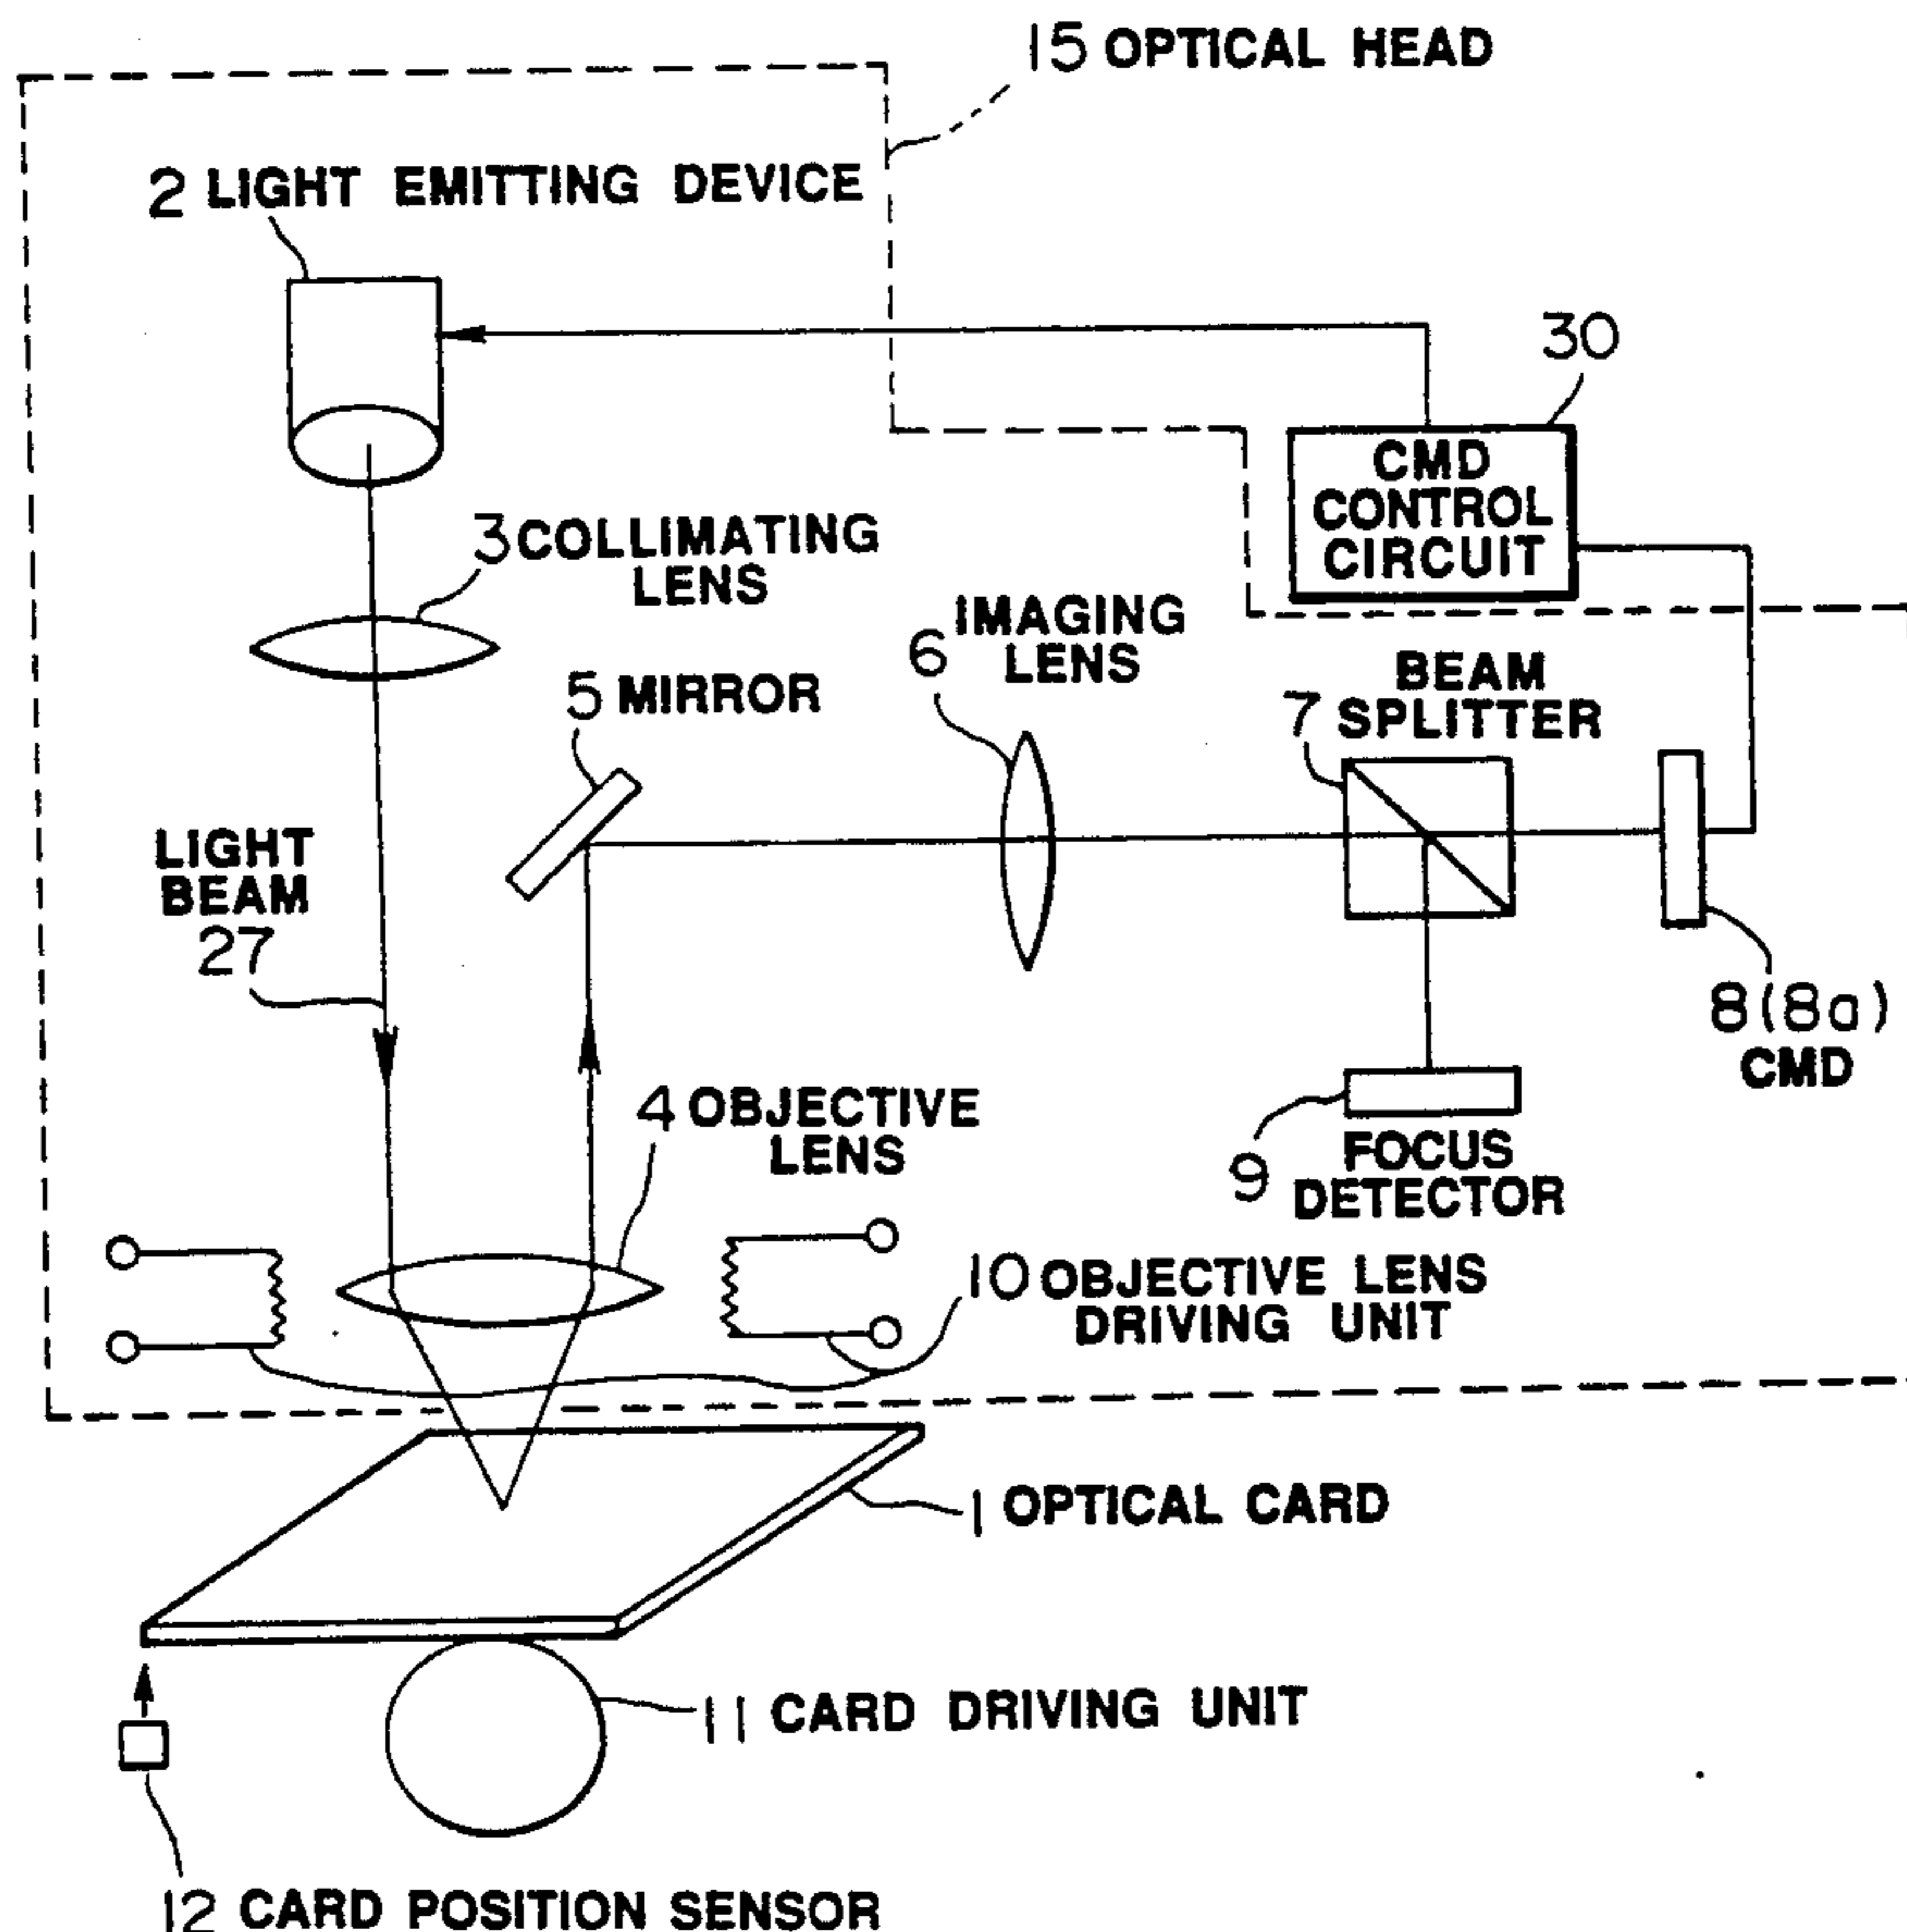 15 OPTICAL HEAD
2 LIGHT EMITTING DEVICE
30
CMD
CONTROL
CIRCUIT
3 COLLIMATING
LENS
6 IMAGING
LENS
5 MIRROR
BEAM
7 SPLITTER
LIGHT
BEAM
27
8(8a)
CMD
4 OBJECTIVE
LENS
9 FOCUS
DETECTOR
10 OBJECTIVE LENS
DRIVING UNIT
1 OPTICAL CARD
11 CARD DRIVING UNIT
12 CARD POSITION SENSOR